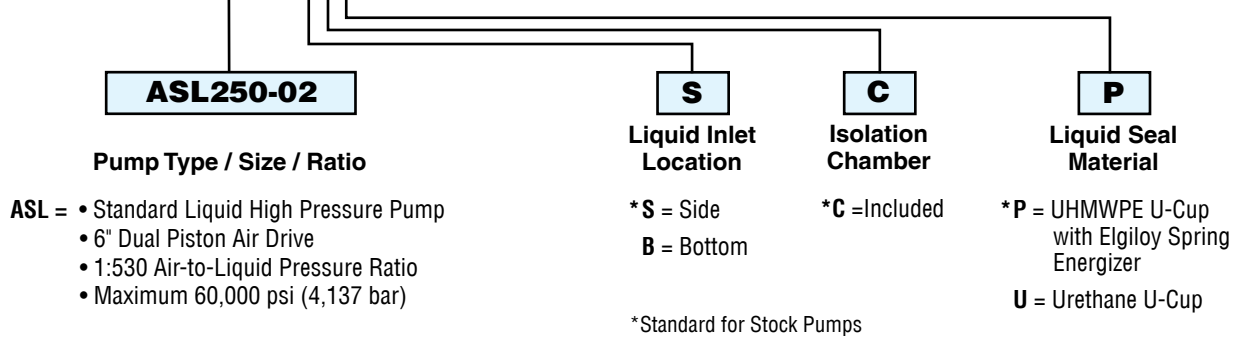 ASL250-02
S
C
P
Pump Type / Size / Ratio
Liquid Inlet
Location
Isolation
Chamber
Liquid Seal
Material
ASL = • Standard Liquid High Pressure Pump
• 6" Dual Piston Air Drive
• 1:530 Air-to-Liquid Pressure Ratio
• Maximum 60,000 psi (4,137 bar)
*S = Side
B = Bottom
*C =Included
*P = UHMWPE U-Cup
with Elgiloy Spring
Energizer
U = Urethane U-Cup
*Standard for Stock Pumps